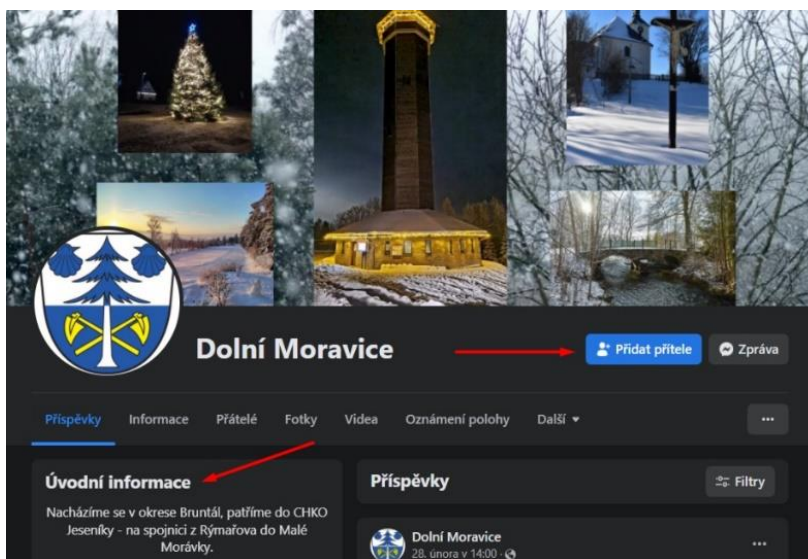 Dolní Moravice
Přidat přítele
Zpráva
Příspěvky
Informace
Přátelé
Fotky
Videa
Oznámení polohy
Další
Úvodní informace
Nacházíme se v okrese Bruntál, patříme do CHKO
Jeseníky - na spojnici z Rýmařova do Malé
Morávky.
Příspěvky
Filtry
Dolní Moravice
28. února v 14:00 ·